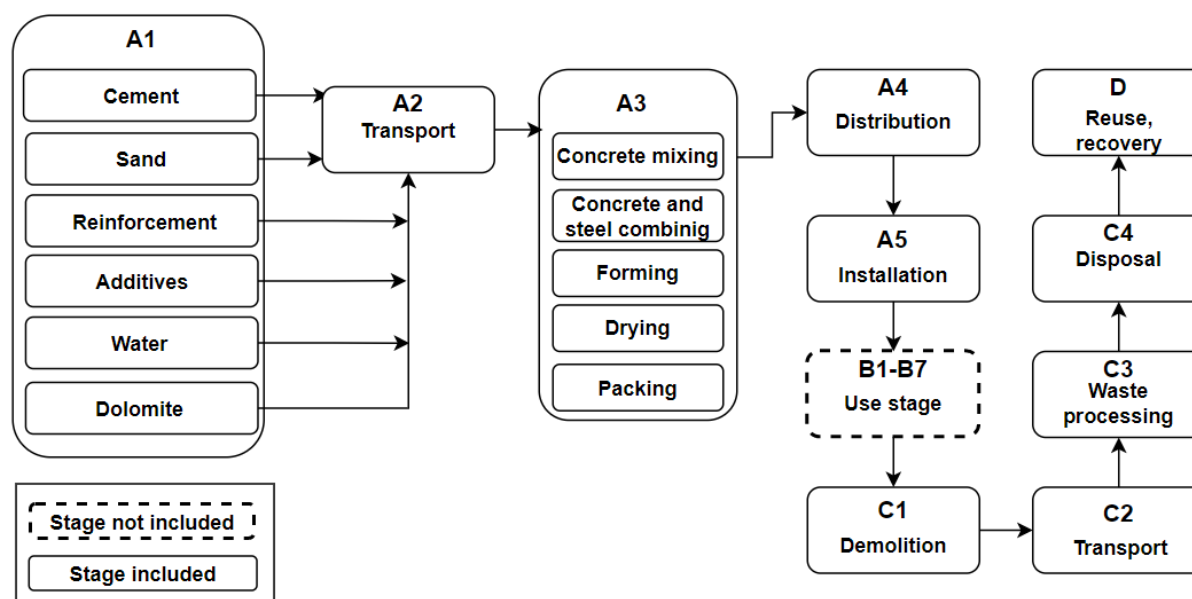 A1
Cement
Sand
Reinforcement
Additives
Water
Dolomite
A2
Transport
A3
Concrete mixing
Concrete and
steel combinig
Forming
Drying
Packing
A4
Distribution
A5
Installation
B1-B7
Use stage
C1
Demolition
C2
Transport
C3
Waste
processing
C4
Disposal
D
Reuse,
recovery
Stage not included
Stage included